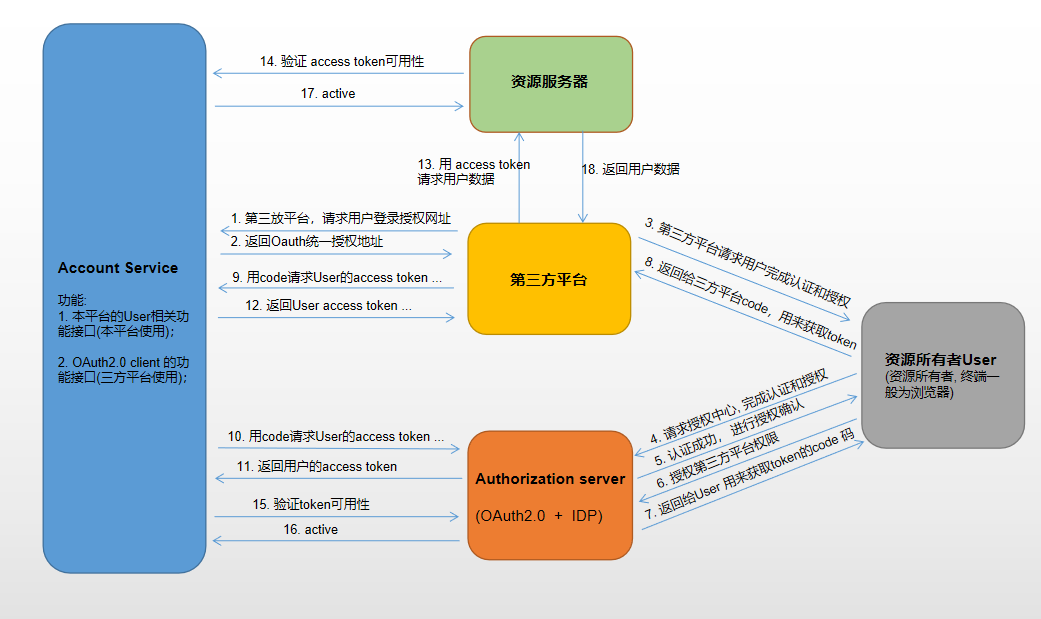 14. 验证 access token可用性
17. active
资源服务器
13. 用 access token
请求用户数据
18. 返回用户数据
1. 第三放平台，请求用户登录授权网址
2. 返回Oauth统一授权地址
9. 用code请求User的access token ...
12. 返回User access token ...
第三方平台
3. 第三方平台请求用户完成认证和授权
8. 返回给三方平台code，用来获取token
Account Service
功能:
1. 本平台的User相关功
能接口(本平台使用);
2. OAuth2.0 client 的功
能接口(三方平台使用);
资源所有者User
(资源所有者, 终端一
般为浏览器)
4. 请求授权中心, 完成认证和授权
5. 认证成功，进行授权确认
6. 授权第三方平台权限
7. 返回给User 用来获取token的code 码
10. 用code请求User的access token ...
11. 返回用户的access token
15. 验证token可用性
16. active
Authorization server
(OAuth2.0 + IDP)